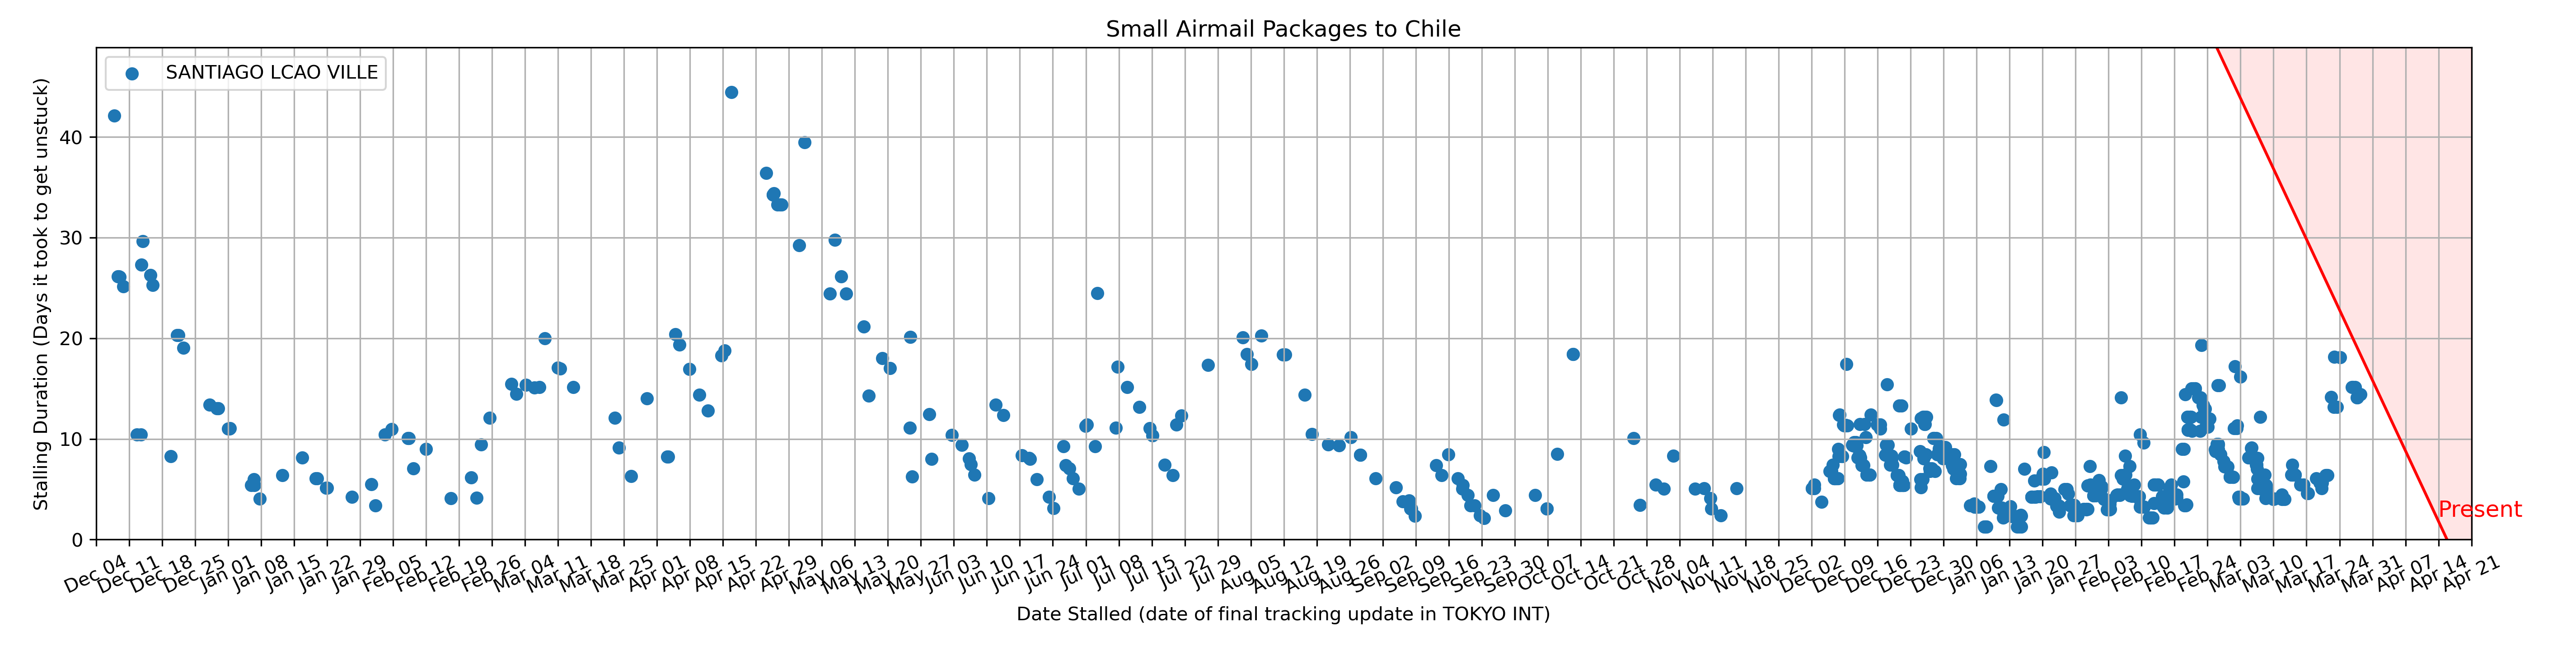 Small Airmail Packages to Chile
SANTIAGO LCAO VILLE
Stalling Duration (Days it took to get unstuck)
40
30
20
10
0
Present
Dec 04 Dec 11 Dec 18 Dec 25 Jan 01 Jan 08 Jan 15 Jan 22 Jan 29 Feb 05 Feb 12 Feb 19 Feb 26 Mar 04 Mar 11 Mar 18 Mar 25 Apr 01 Apr 08 Apr 15 Apr 22 Apr 29 May 06 May 13 May 20 May 27 Jun 03 Jun 10 Jun 17 Jun 24 Jul 01 Jul 08 Jul 15 Jul 22 Jul 29 Aug 05 Aug 12 Aug 19 Aug 26 Sep 02 Sep 09 Sep 16 Sep 23 Sep 30 Oct 07 Oct 14 Oct 21 Oct 28 Nov 04 Nov 11 Nov 18 Nov 25 Dec 02 Dec 09 Dec 16 Dec 23 Dec 30 Jan 06 Jan 13 Jan 20 Jan 27 Feb 03 Feb 10 Feb 17 Feb 24 Mar 03 Mar 10 Mar 17 Mar 24 Mar 31 Apr 07 Apr 14 Apr 21
Date Stalled (date of final tracking update in TOKYO INT)